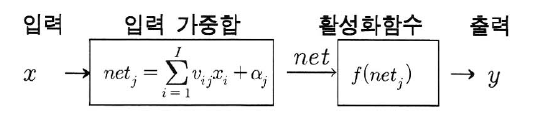 입력 입력 가중합 활성화함수 출력
x → net_j = \sum_{i=1}^{I} v_{ij} x_i + α_j net → f(net_j) → y